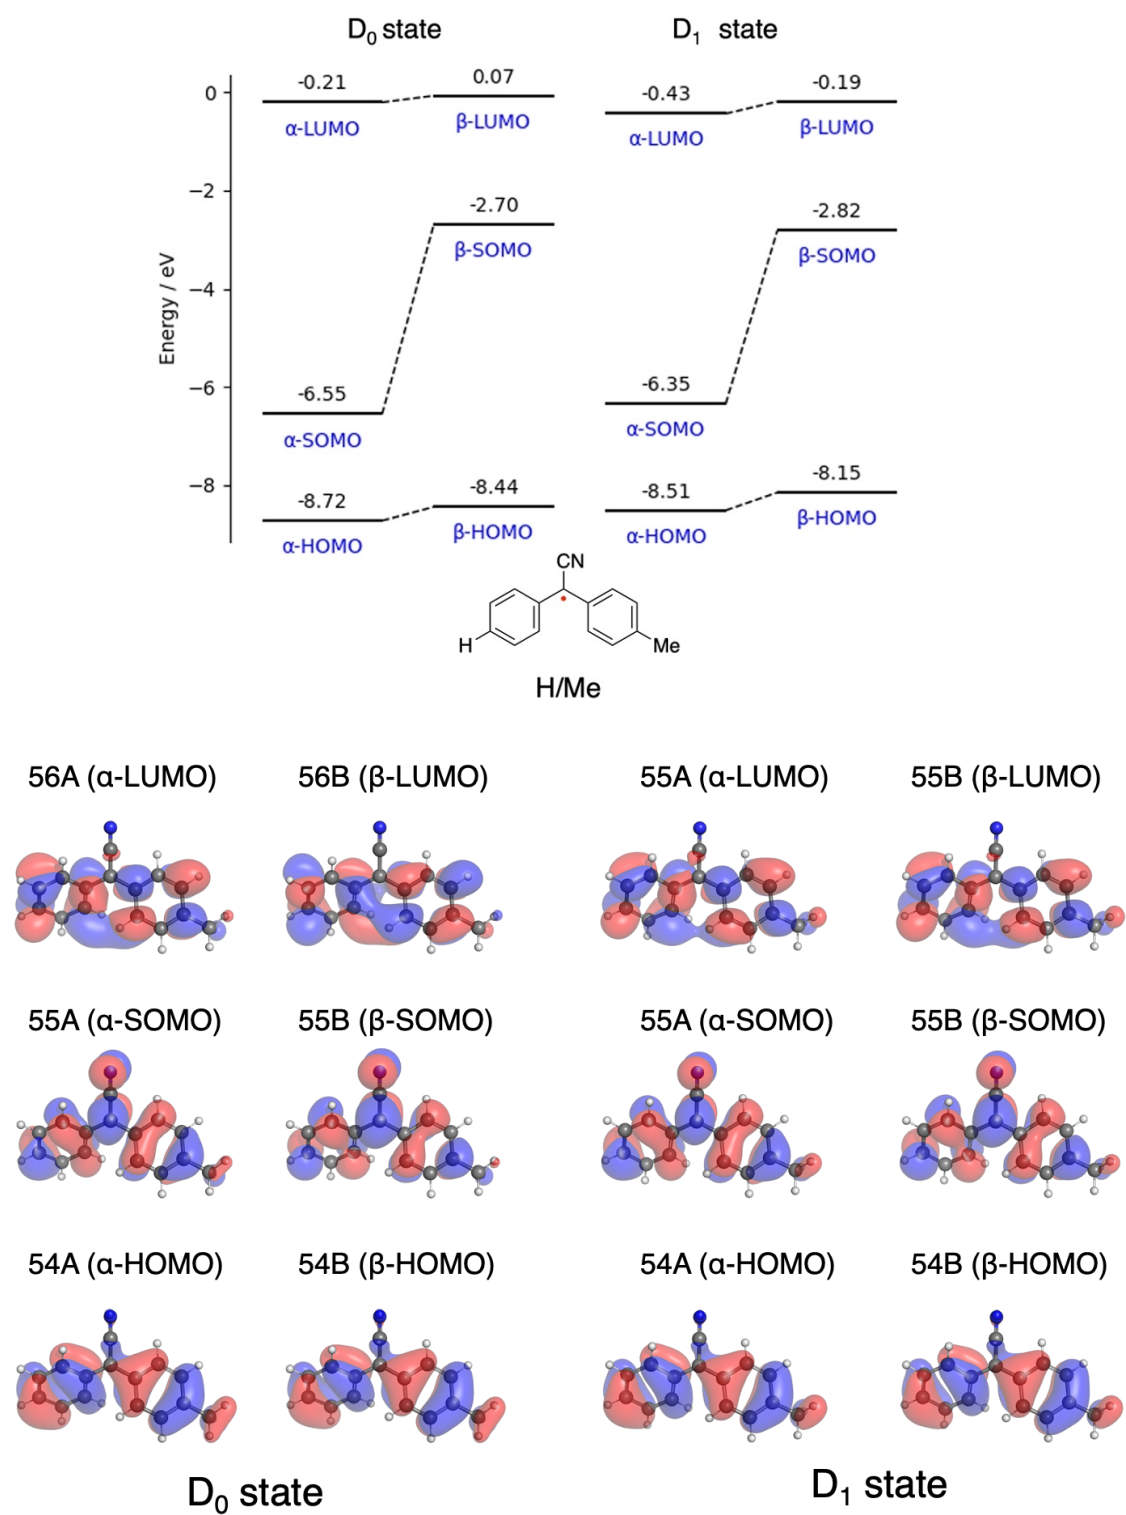 D0 state
D1 state
0
−2
−4
−6
−8
Energy / eV
-0.21
α-LUMO
0.07
β-LUMO
-2.70
β-SOMO
-6.55
α-SOMO
-8.72
α-HOMO
-8.44
β-HOMO
-0.43
α-LUMO
-0.19
β-LUMO
-2.82
β-SOMO
-6.35
α-SOMO
-8.51
α-HOMO
-8.15
β-HOMO
CN
H
Me
H/Me
56A (α-LUMO)
56B (β-LUMO)
55A (α-LUMO)
55B (β-LUMO)
55A (α-SOMO)
55B (β-SOMO)
55A (α-SOMO)
55B (β-SOMO)
54A (α-HOMO)
54B (β-HOMO)
54A (α-HOMO)
54B (β-HOMO)
D0 state
D1 state